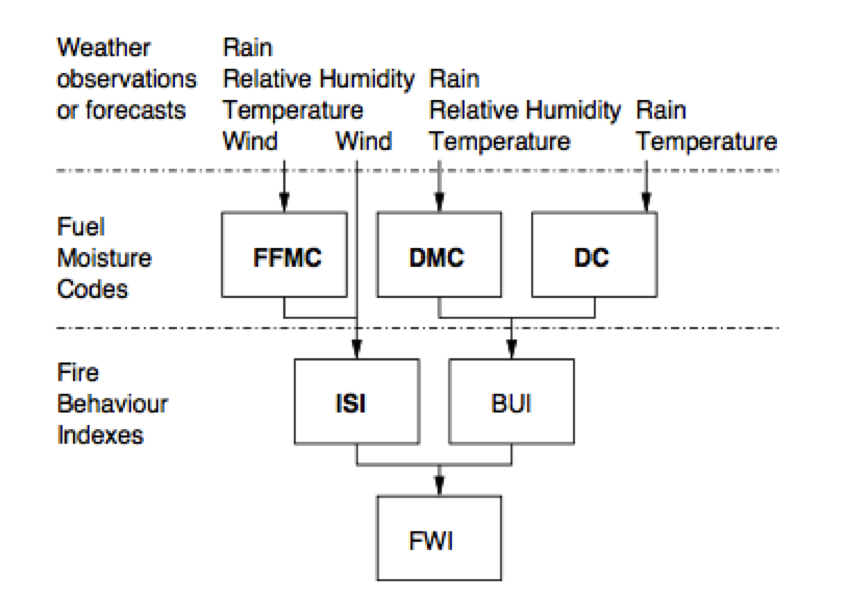 Weather
observations
or forecasts
Rain
Relative Humidity
Temperature
Wind
Wind
Rain
Relative Humidity
Temperature
Rain
Temperature
Fuel
Moisture
Codes
FFMC
DMC
DC
Fire
Behaviour
Indexes
ISI
BUI
FWI